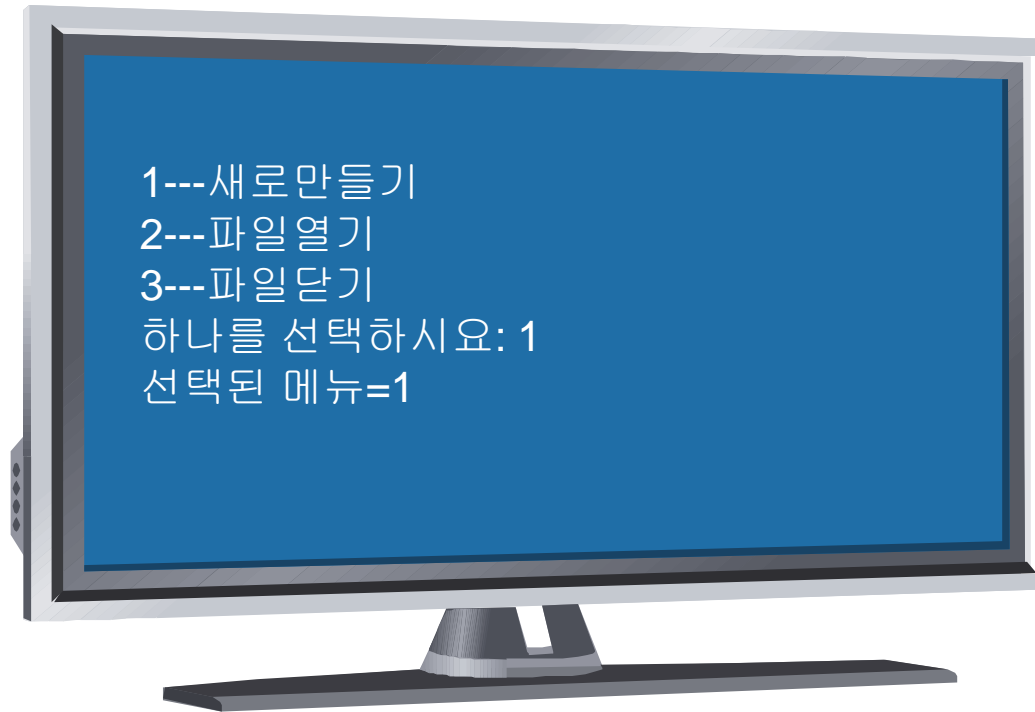 1---새로만들기
2---파일열기
3---파일닫기
하나를 선택하시요: 1
선택된 메뉴=1